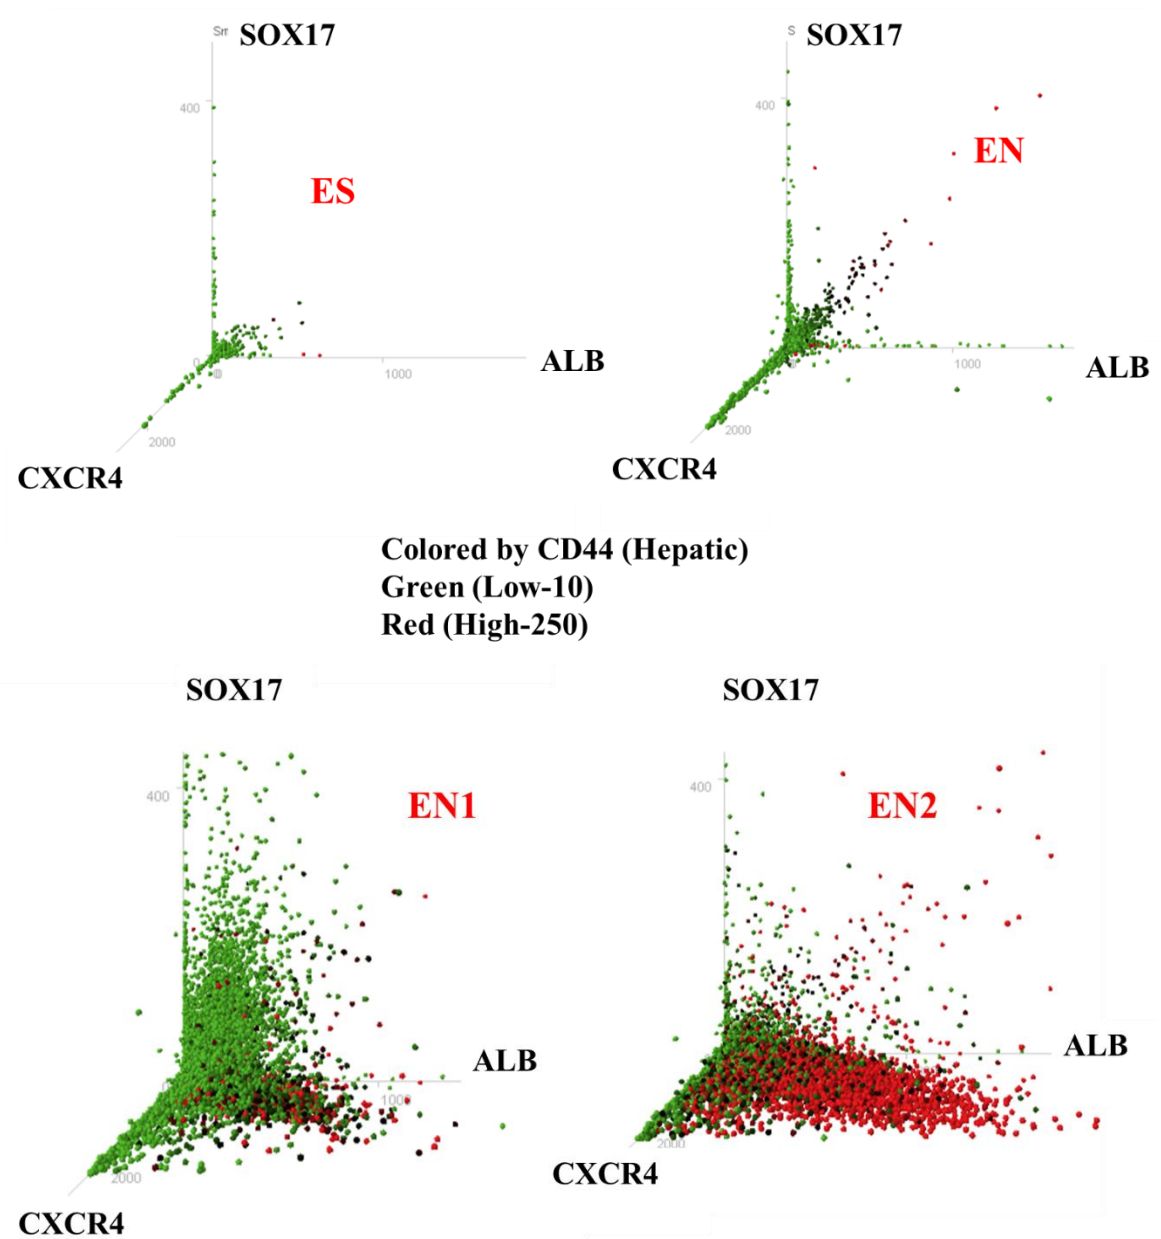 SOX17
400
ES
0
1000
ALB
2000
CXCR4
S SOX17
400
EN
1000
ALB
2000
CXCR4
Colored by CD44 (Hepatic)
Green (Low-10)
Red (High-250)
SOX17
400
EN1
ALB
1000
2000
CXCR4
SOX17
400
EN2
ALB
2000
CXCR4